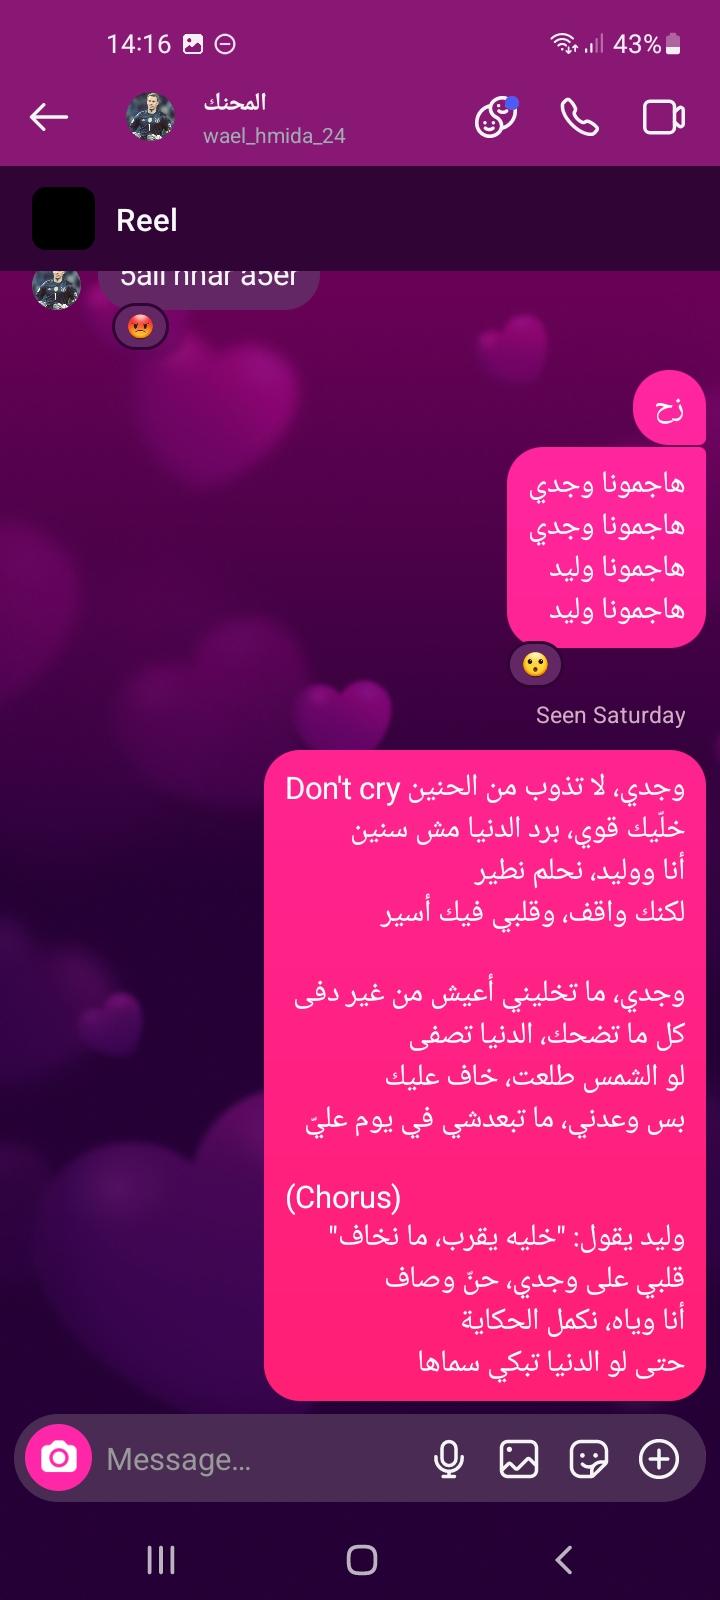 14:16
43%
المحنك
wael_hmida_24
Reel
5ali nhar a5er
زح
هاجمونا وجدي
هاجمونا وجدي
هاجمونا وليد
هاجمونا وليد
Seen Saturday
وجدي، لا تذوب من الحنين Don't cry
خلّيك قوي، برد الدنيا مش سنين
أنا ووليد، نحلم نطير
لكنك واقف، وقلبي فيك أسير
وجدي، ما تخليني أعيش من غير دفى
كل ما تضحك، الدنيا تصفى
لو الشمس طلعت، خاف عليك
بس وعدني، ما تبعدشي في يوم عليّ
(Chorus)
وليد يقول: "خليه يقرب، ما نخاف"
قلبي على وجدي، حنّ وصاف
أنا وياه، نكمل الحكاية
حتى لو الدنيا تبكي سماها
Message...